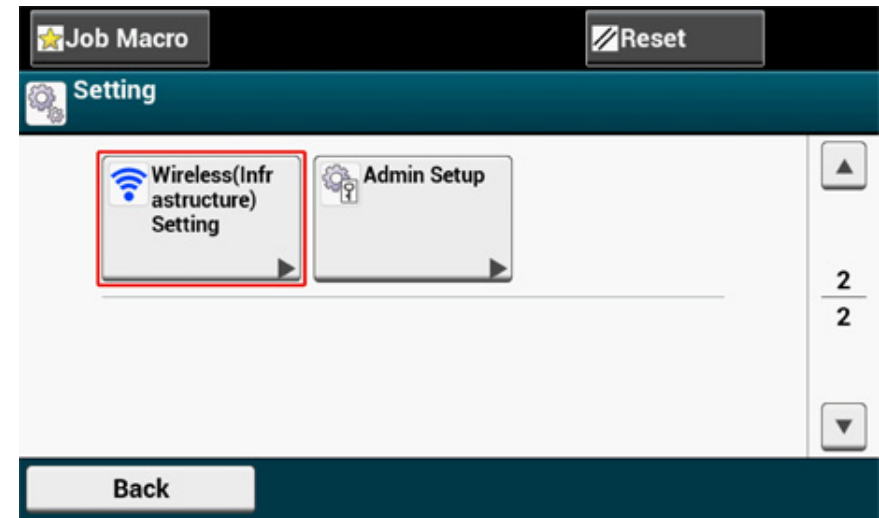 Job Macro
Reset
Setting
Wireless(Infr
astructure)
Setting
Admin Setup
2
2
Back